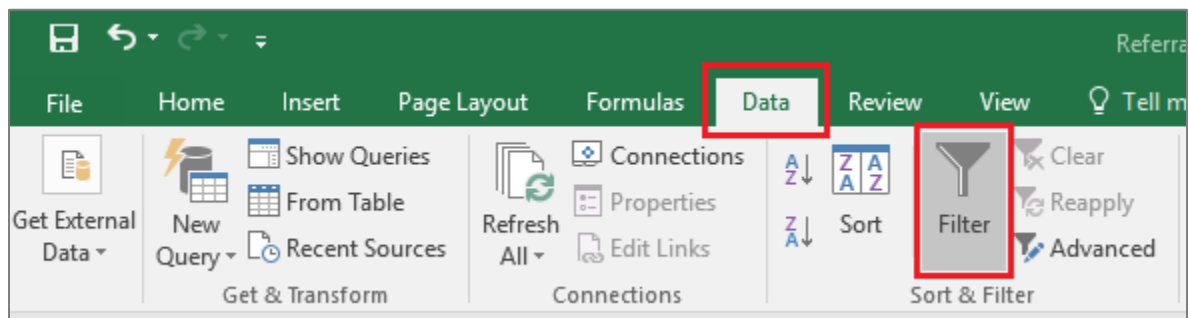 Referra
File Home Insert Page Layout Formulas Data Review View Tell m
Show Queries Connections Clear
From Table Properties Reapply
Get External Data
New Query
Recent Sources
Refresh All
Edit Links
Sort
Filter
Advanced
Get & Transform Connections Sort & Filter